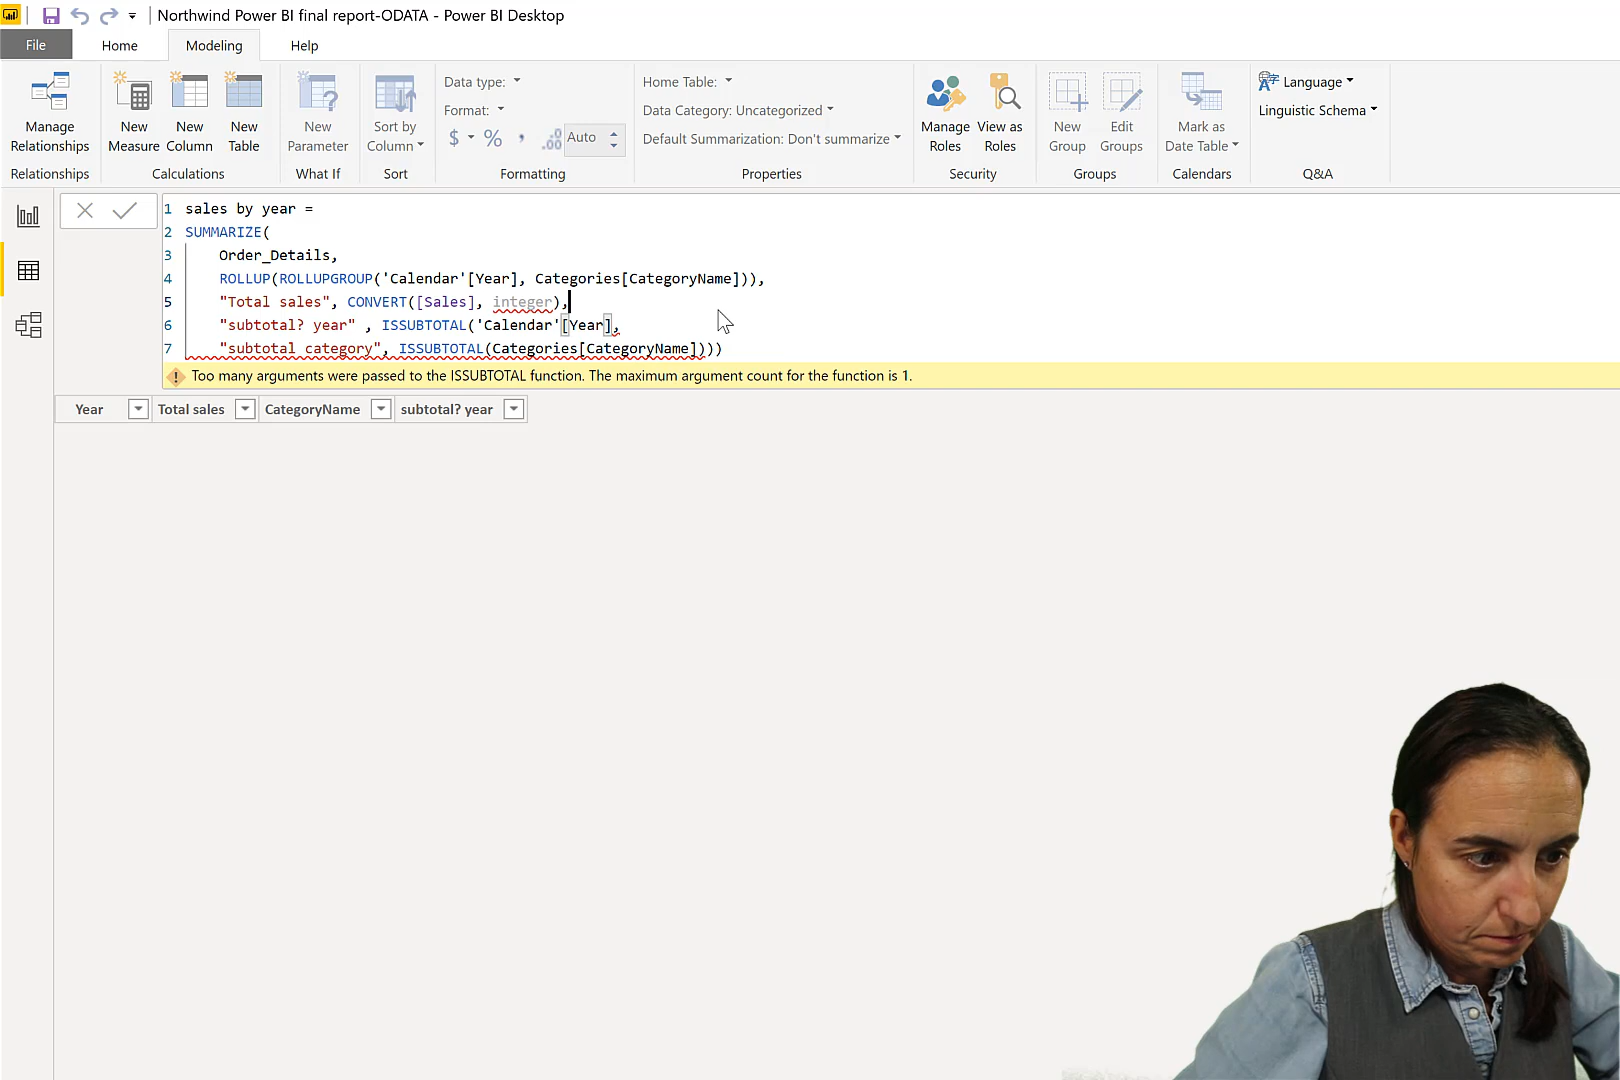 Northwind Power BI final report-ODATA - Power BI Desktop
File Home Modeling Help
Manage Relationships
New Measure
New Column
New Table
New Parameter
Sort by Column
Data type:
Format:
$ % , Auto
Home Table:
Data Category: Uncategorized
Default Summarization: Don't summarize
Manage Roles
View as Roles
New Group
Edit Groups
Mark as Date Table
Language
Linguistic Schema
Relationships Calculations What If Sort Formatting Properties Security Groups Calendars Q&A
1 sales by year =
2 SUMMARIZE(
3 Order_Details,
4 ROLLUP(ROLLUPGROUP('Calendar'[Year], Categories[CategoryName])),
5 "Total sales", CONVERT([Sales], integer),
6 "subtotal? year" , ISSUBTOTAL('Calendar'[Year],
7 "subtotal category", ISSUBTOTAL(Categories[CategoryName])))
Too many arguments were passed to the ISSUBTOTAL function. The maximum argument count for the function is 1.
Year Total sales CategoryName subtotal? year